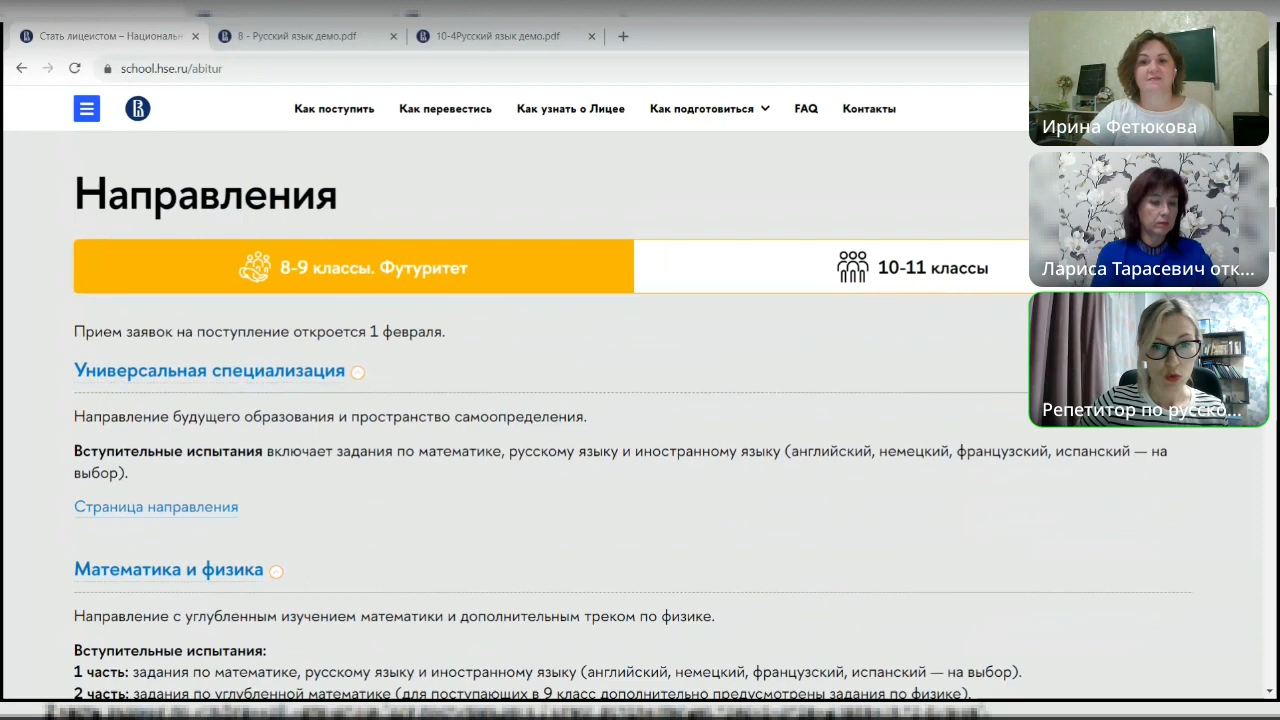 Стать лицеистом – Националь
8 - Русский язык демо.pdf
10-4Русский язык демо.pdf
school.hse.ru/abitur
Как поступить
Как перевестись
Как узнать о Лицее
Как подготовиться
FAQ
Контакты
Направления
8-9 классы. Футуритет
10-11 классы
Прием заявок на поступление откроется 1 февраля.
Универсальная специализация
Направление будущего образования и пространство самоопределения.
Вступительные испытания включает задания по математике, русскому языку и иностранному языку (английский, немецкий, французский, испанский — на
выбор).
Страница направления
Математика и физика
Направление с углубленным изучением математики и дополнительным треком по физике.
Вступительные испытания:
1 часть: задания по математике, русскому языку и иностранному языку (английский, немецкий, французский, испанский — на выбор).
2 часть: задания по углубленной математике (для поступающих в 9 класс дополнительно предусмотрены задания по физике).
Ирина Фетюкова
Лариса Тарасевич отк...
Репетитор по русско...